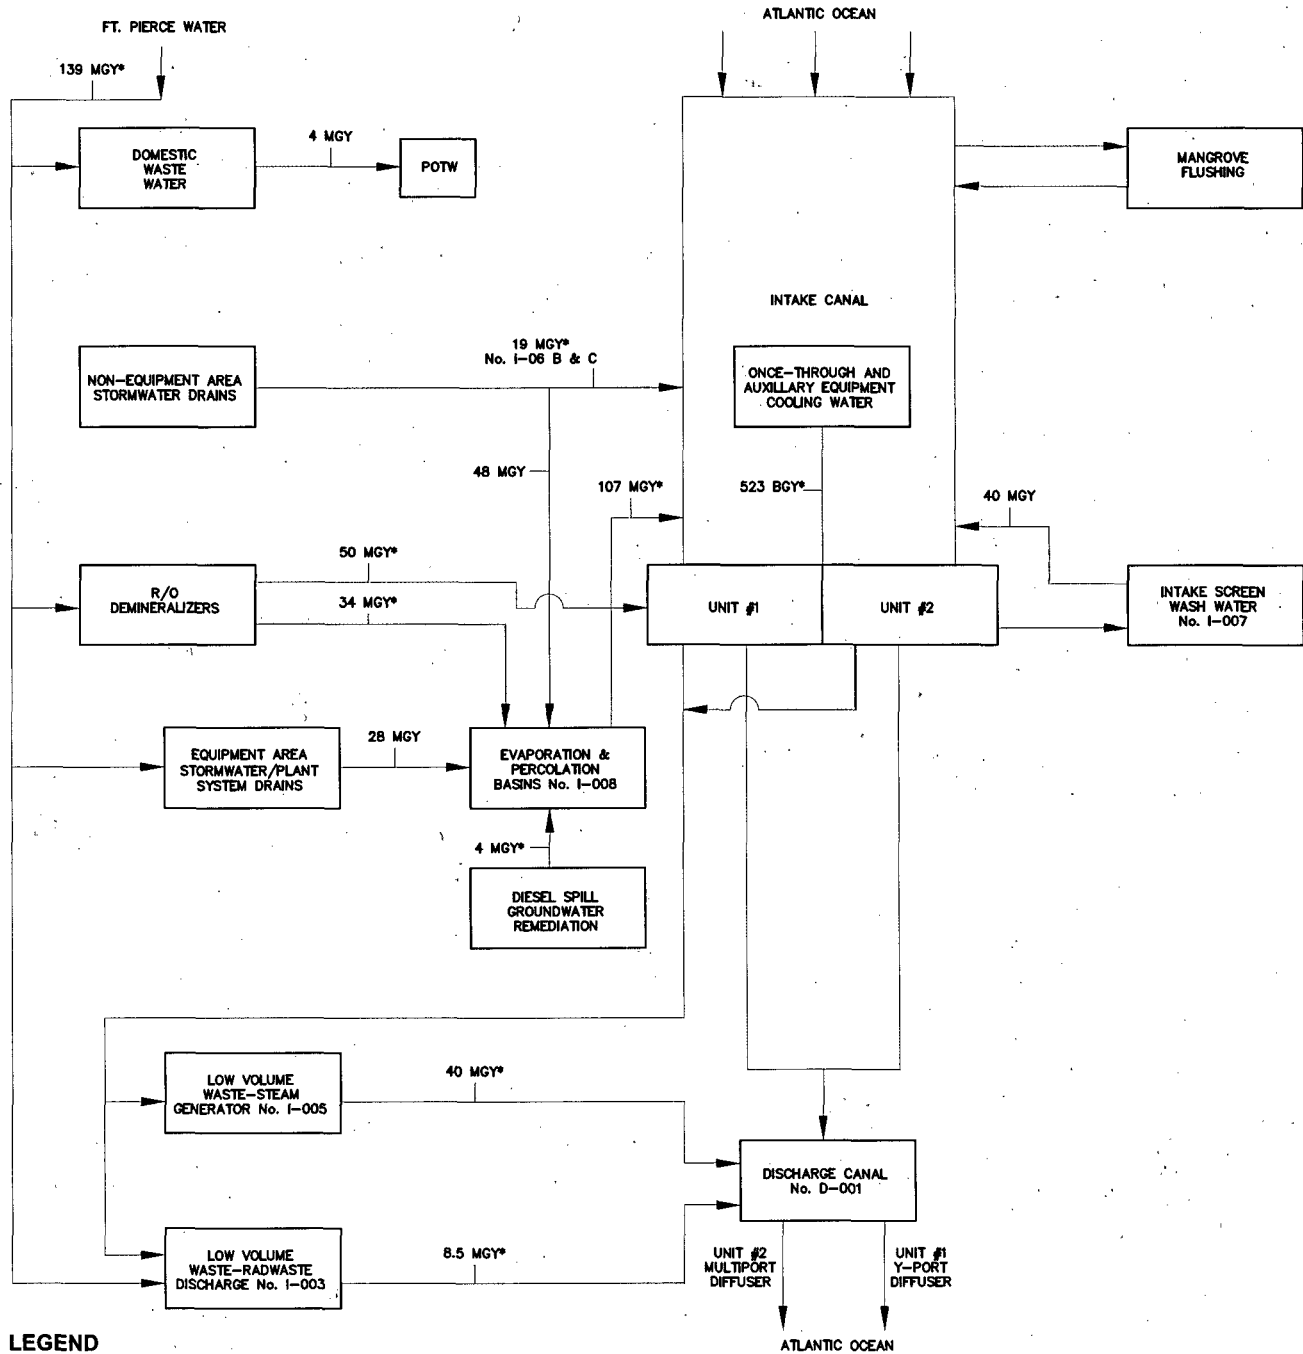 FT. PIERCE WATER
ATLANTIC OCEAN
139 MGY*
DOMESTIC
WASTE
WATER
4 MGY
POTW
MANGROVE
FLUSHING
INTAKE CANAL
NON-EQUIPMENT AREA
STORMWATER DRAINS
19 MGY*
No. I-06 B & C
ONCE-THROUGH AND
AUXILLARY EQUIPMENT
COOLING WATER
48 MGY
107 MGY*
523 BGY*
40 MGY
R/O
DEMINERALIZERS
50 MGY*
34 MGY*
UNIT #1
UNIT #2
INTAKE SCREEN
WASH WATER
No. I-007
EQUIPMENT AREA
STORMWATER/PLANT
SYSTEM DRAINS
28 MGY
EVAPORATION &
PERCOLATION
BASINS No. I-008
4 MGY*
DIESEL SPILL
GROUNDWATER
REMEDIATION
LOW VOLUME
WASTE-STEAM
GENERATOR No. I-005
40 MGY*
DISCHARGE CANAL
No. D-001
LOW VOLUME
WASTE-RADWASTE
DISCHARGE No. I-003
8.5 MGY*
UNIT #2
MULTIPORT
DIFFUSER
UNIT #1
Y-PORT
DIFFUSER
LEGEND
ATLANTIC OCEAN